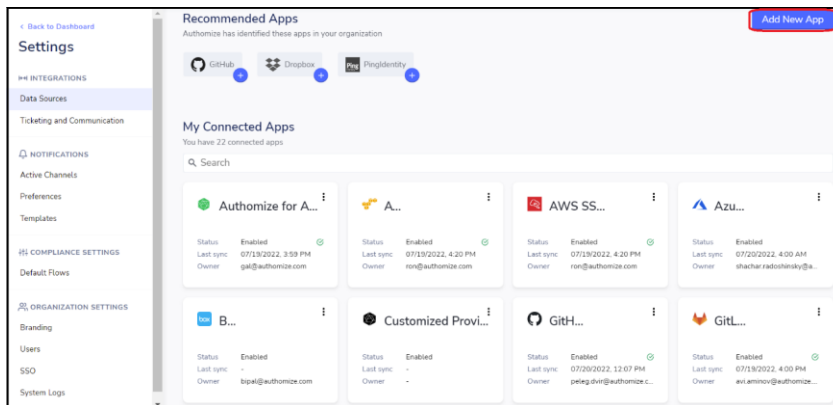 < Back to Dashboard
Settings
INTEGRATIONS
Data Sources
Ticketing and Communication
NOTIFICATIONS
Active Channels
Preferences
Templates
COMPLIANCE SETTINGS
Default Flows
ORGANIZATION SETTINGS
Branding
Users
SSO
System Logs
Recommended Apps
Add New App
Authomize has identified these apps in your organization
GitHub
Dropbox
Ping
PingIdentity
My Connected Apps
You have 22 connected apps
Search
Authomize for A...
Status Enabled
Last sync 07/19/2022, 3:59 PM
Owner gal@authomize.com
A...
Status Enabled
Last sync 07/19/2022, 4:20 PM
Owner ron@authomize.com
AWS SS...
Status Enabled
Last sync 07/19/2022, 4:20 PM
Owner ron@authomize.com
Azu...
Status Enabled
Last sync 07/20/2022, 4:00 AM
Owner shachar.radoshinsky@a...
box
B...
Status Enabled
Last sync -
Owner bipal@authomize.com
Customized Provi...
Status Enabled
Last sync -
Owner -
GitH...
Status Enabled
Last sync 07/20/2022, 12:07 PM
Owner peleg.dvir@authomize.c...
GitL...
Status Enabled
Last sync 07/19/2022, 4:00 PM
Owner avi.aminov@authomize....